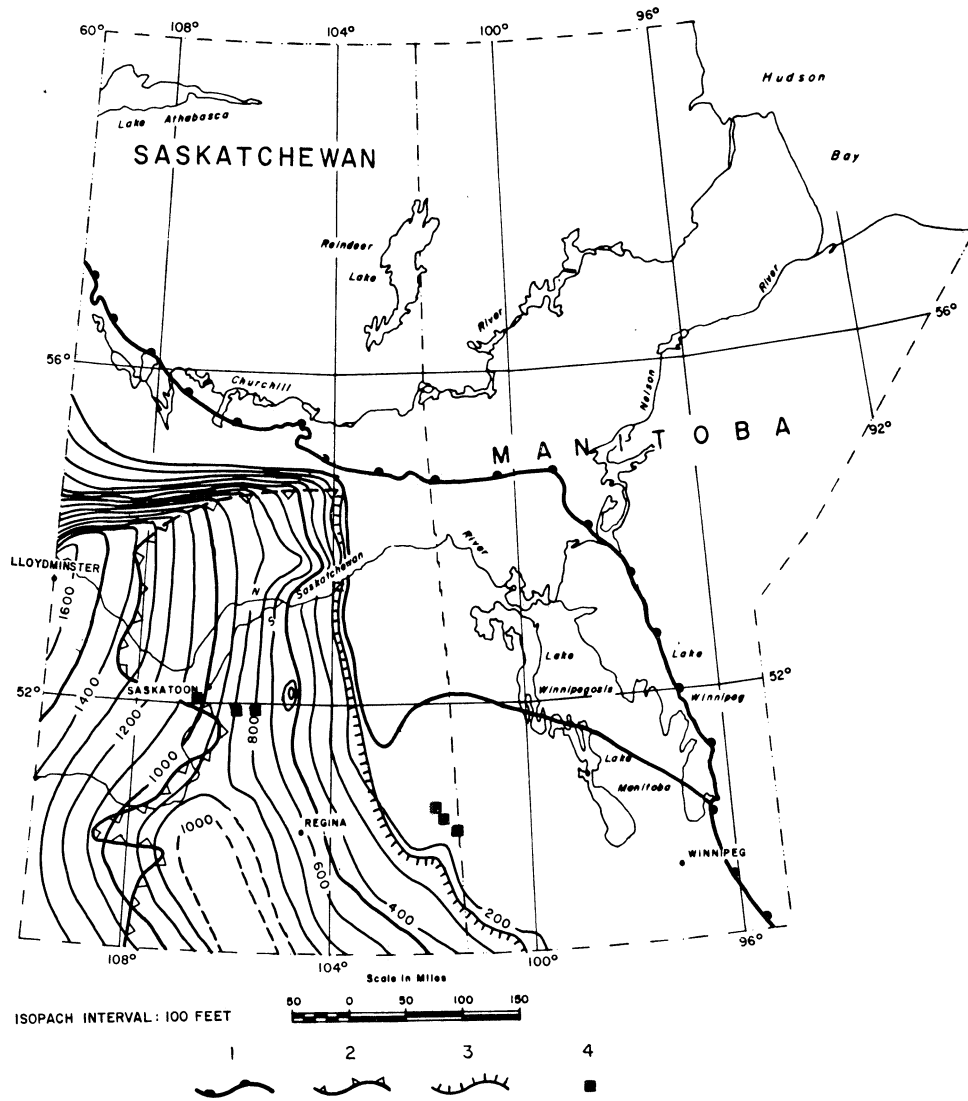 60° 108° 104° 100° 96°
Hudson
Bay
Lake Athabasca
SASKATCHEWAN
Reindeer
Lake
River
River
56°
56°
Churchill
Nelson
92°
MANITOBA
River
Saskatchewan
LLOYDMINSTER
N
S
1600
Lake
Lake
52°
SASKATOON
Winnipegosis
Winnipeg
52°
1400
1200
800
1000
Lake
Manitoba
1000
REGINA
WINNIPEG
600
400
200
108° 104° 100° 96°
Scale in Miles
50 0 50 100 150
ISOPACH INTERVAL: 100 FEET
1 2 3 4